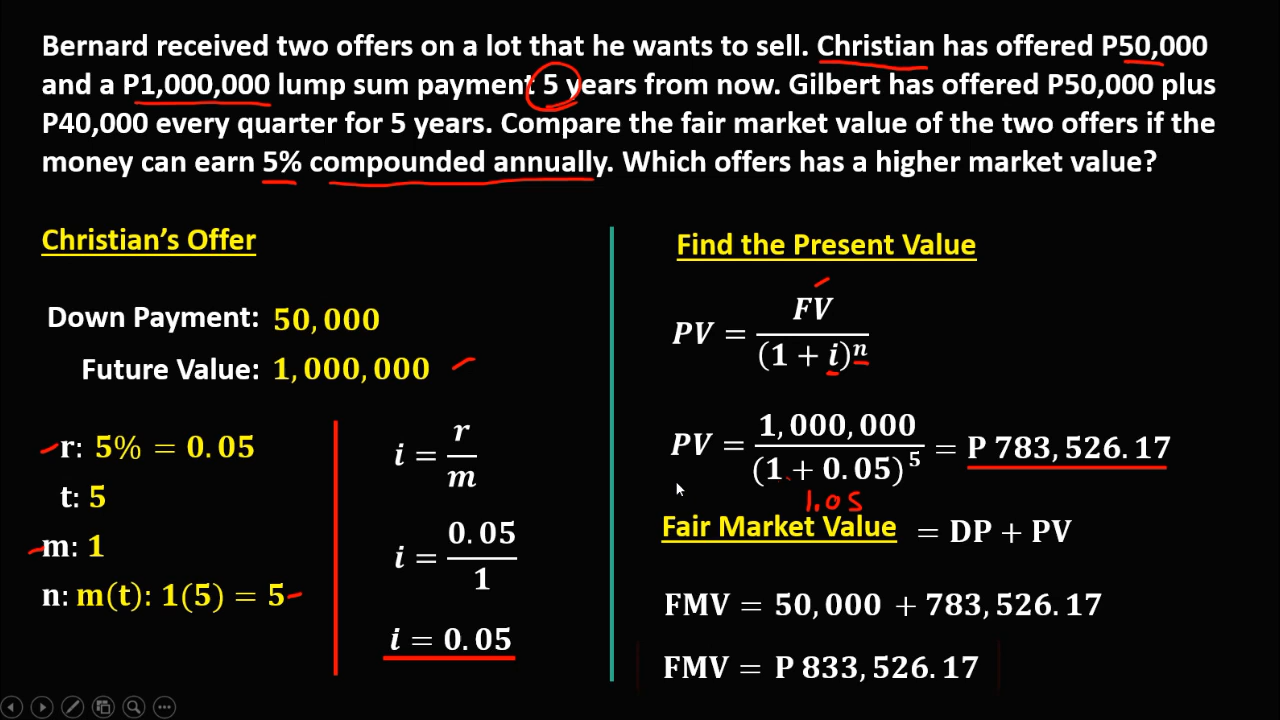 Bernard received two offers on a lot that he wants to sell. Christian has offered P50,000
and a P1,000,000 lump sum payment 5 years from now. Gilbert has offered P50,000 plus
P40,000 every quarter for 5 years. Compare the fair market value of the two offers if the
money can earn 5% compounded annually. Which offers has a higher market value?
Christian's Offer
Down Payment: 50,000
Future Value: 1,000,000
r: 5% = 0.05
t: 5
m: 1
n: m(t): 1(5) = 5
i = r/m
i = 0.05/1
i = 0.05
Find the Present Value
PV = FV/(1 + i)^n
PV = 1,000,000/(1 + 0.05)^5 = P 783,526.17
1.05
Fair Market Value = DP + PV
FMV = 50,000 + 783,526.17
FMV = P 833,526.17